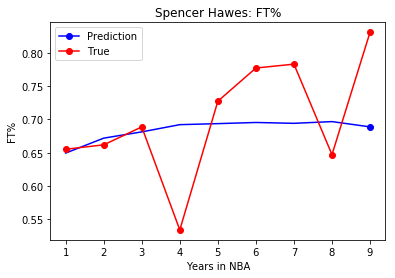 Spencer Hawes: FT%
Prediction
True
FT%
0.80
0.75
0.70
0.65
0.60
0.55
1 2 3 4 5 6 7 8 9
Years in NBA